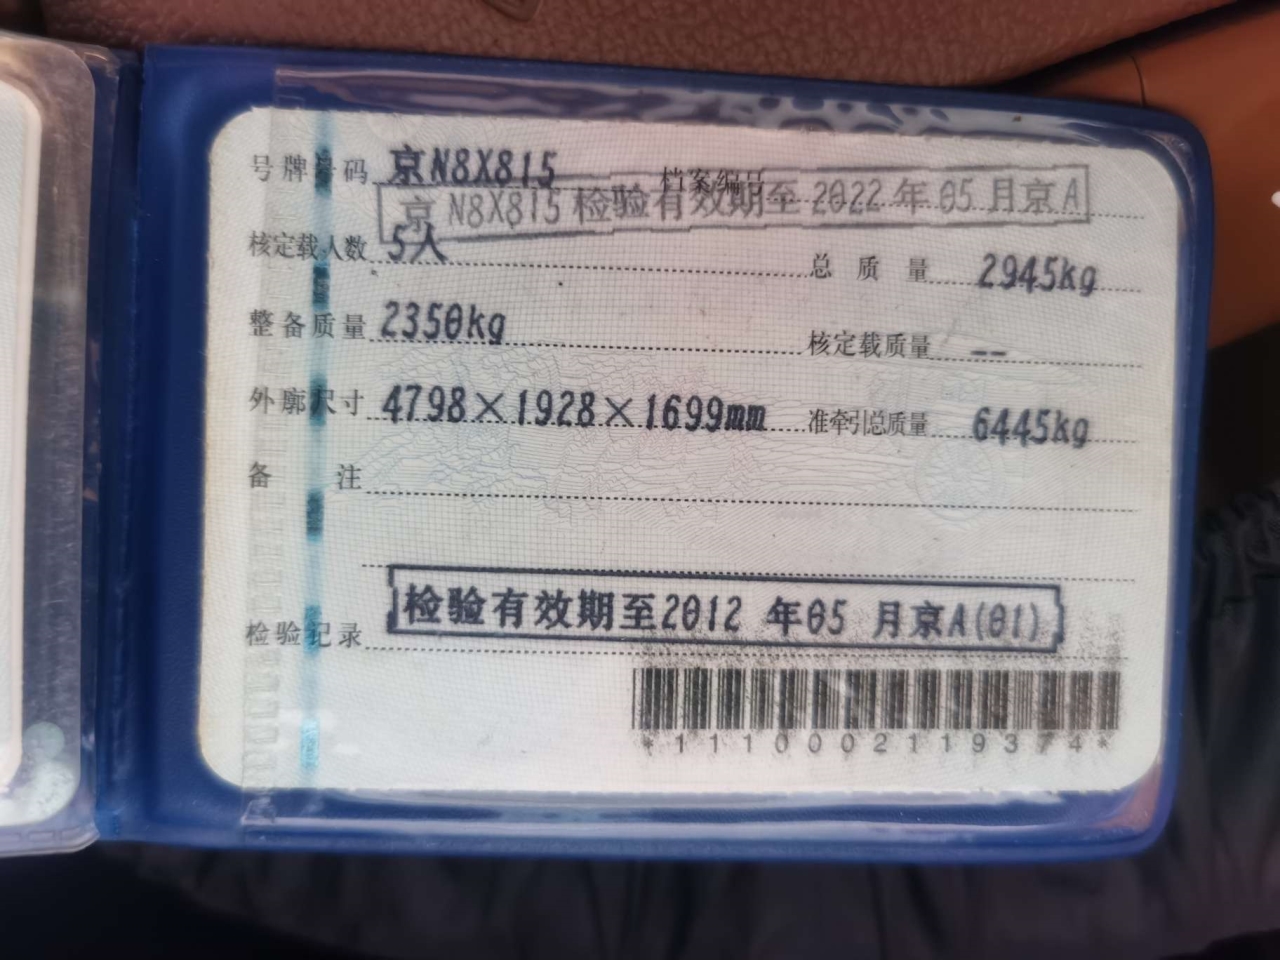 号牌号码 京N8X815 档案编号
京N8X815 检验有效期至2022年05月京A
核定载人数 5人 总质量 2945kg
整备质量 2350kg 核定载质量 --
外廓尺寸 4798×1928×1699mm 准牵引总质量 6445kg
备注
检验记录 检验有效期至2012 年05 月京A(01)
*1110002119374*